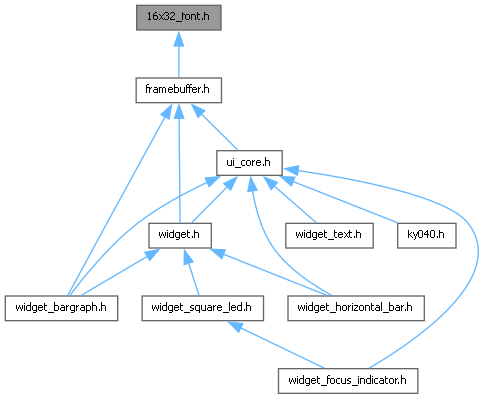 16x32_font.h
framebuffer.h
ui_core.h
widget.h
widget_text.h
ky040.h
widget_bargraph.h
widget_square_led.h
widget_horizontal_bar.h
widget_focus_indicator.h